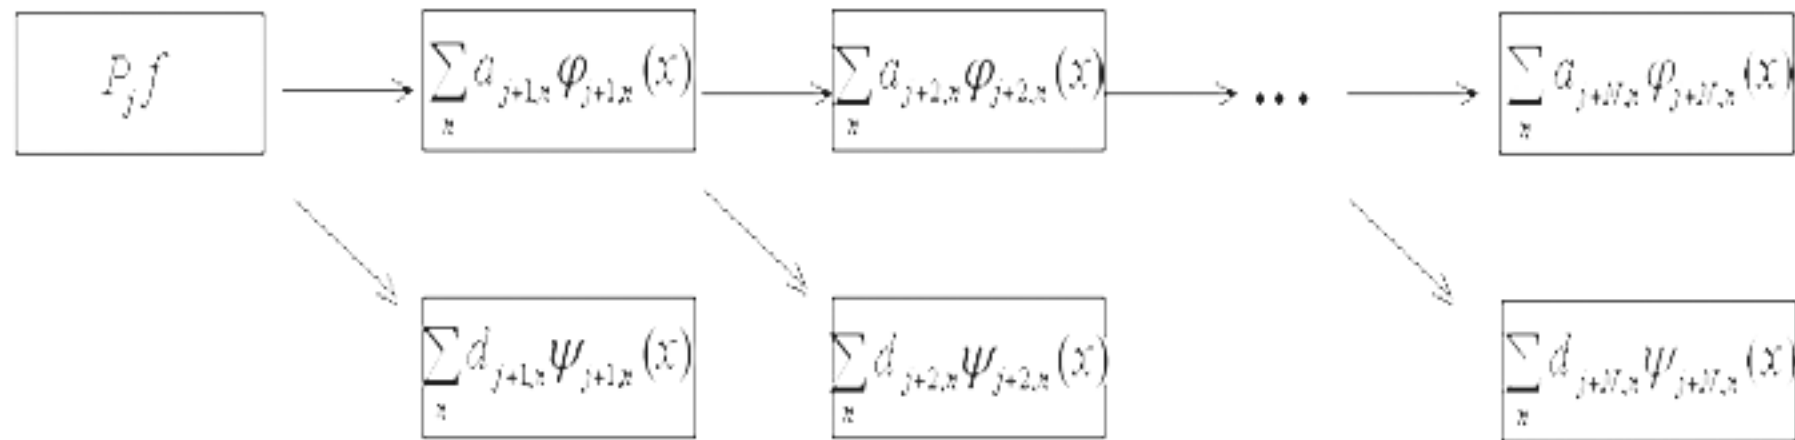 P_j f
∑_n a_{j+1,n} φ_{j+1,n}(x)
∑_n a_{j+2,n} φ_{j+2,n}(x)
•••
∑_n a_{j+N,n} φ_{j+N,n}(x)
∑_n d_{j+1,n} ψ_{j+1,n}(x)
∑_n d_{j+2,n} ψ_{j+2,n}(x)
∑_n d_{j+N,n} ψ_{j+N,n}(x)